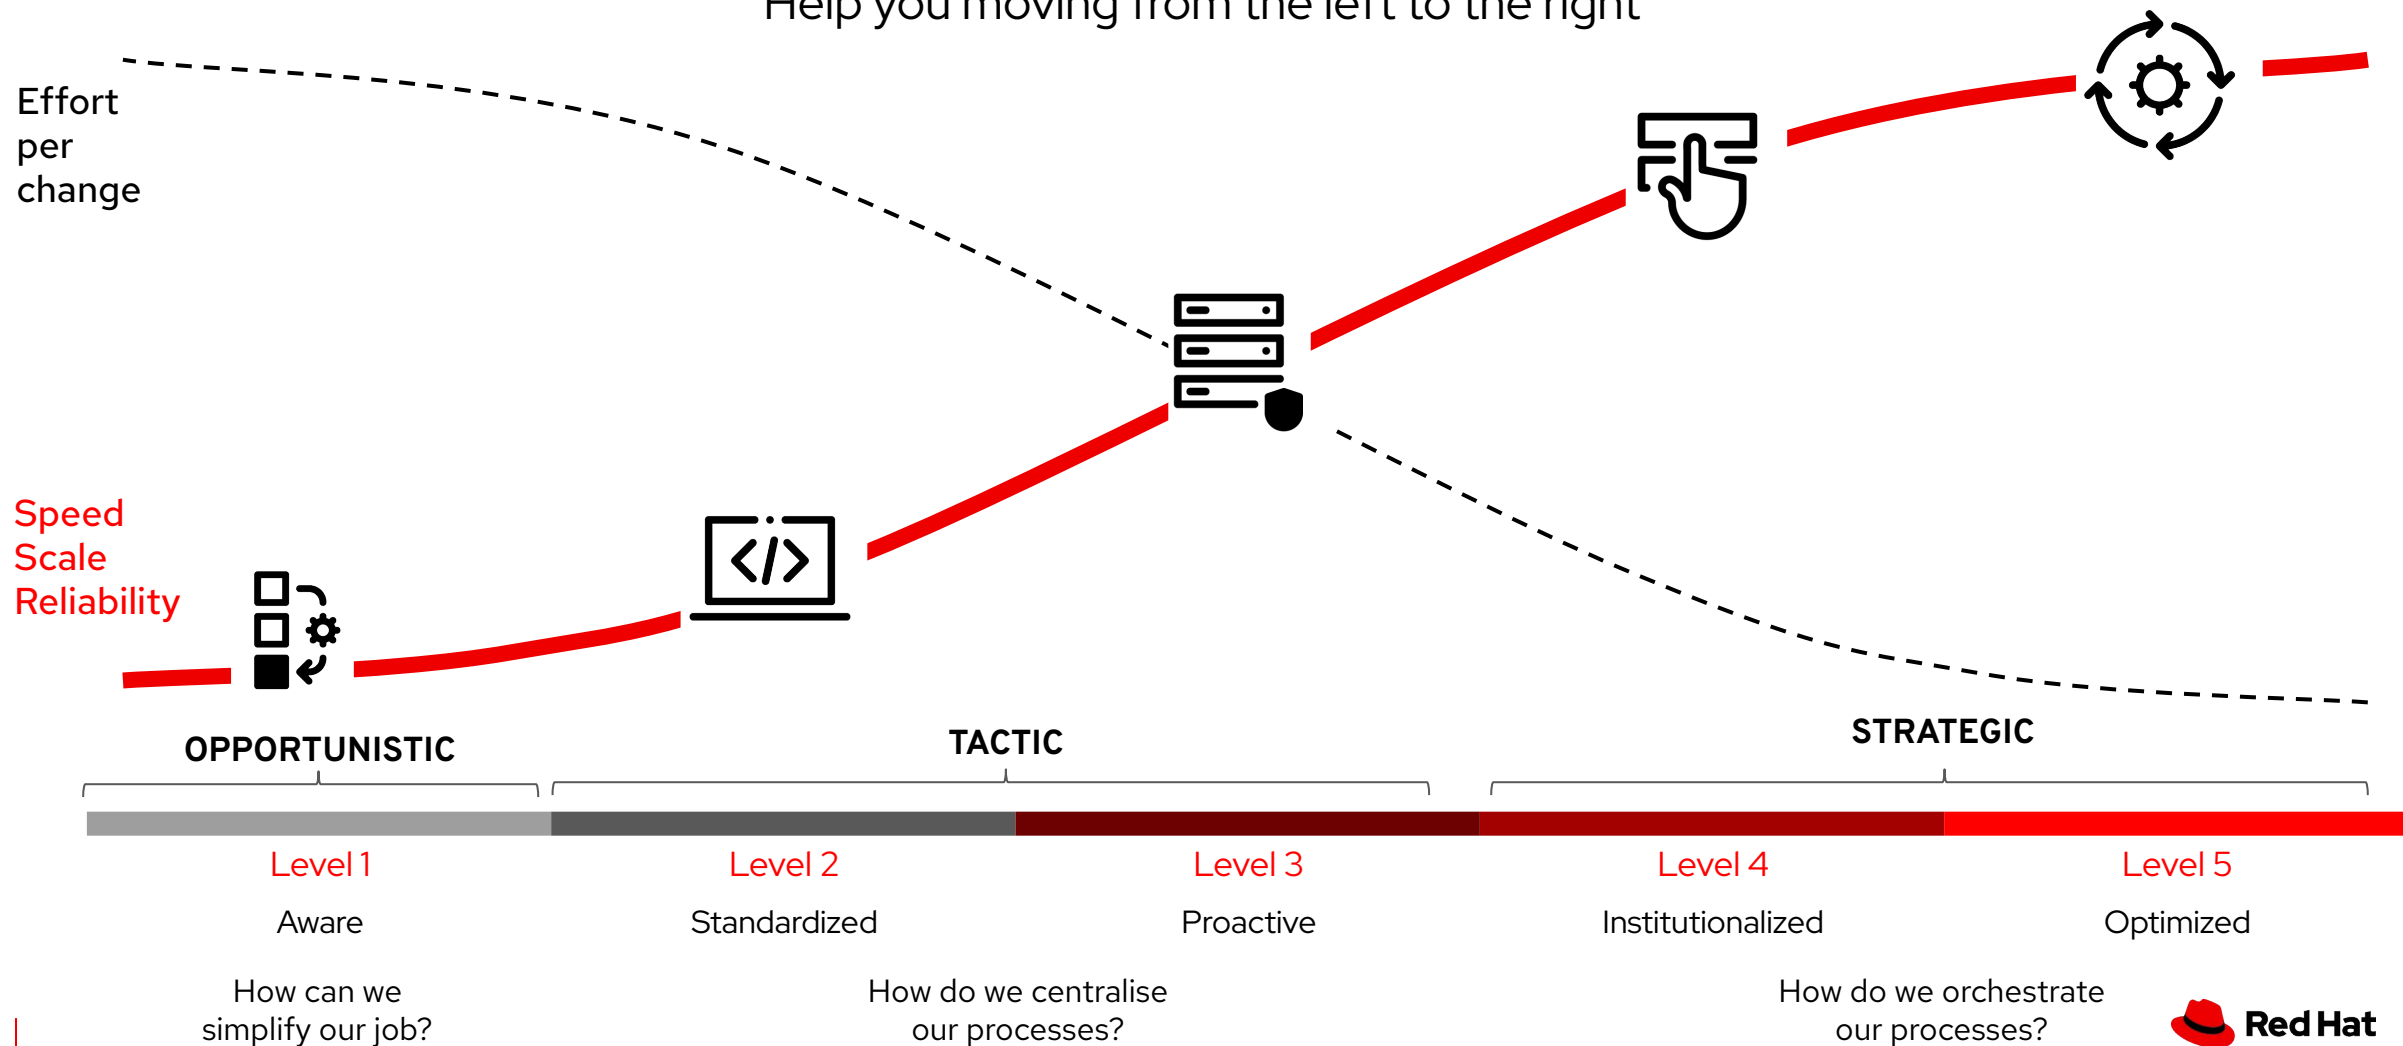 Help you moving from the left to the right
Effort
per
change
Speed
Scale
Reliability
</>
OPPORTUNISTIC
TACTIC
STRATEGIC
Level 1
Level 2
Level 3
Level 4
Level 5
Aware
Standardized
Proactive
Institutionalized
Optimized
How can we
simplify our job?
How do we centralise
our processes?
How do we orchestrate
our processes?
Red Hat